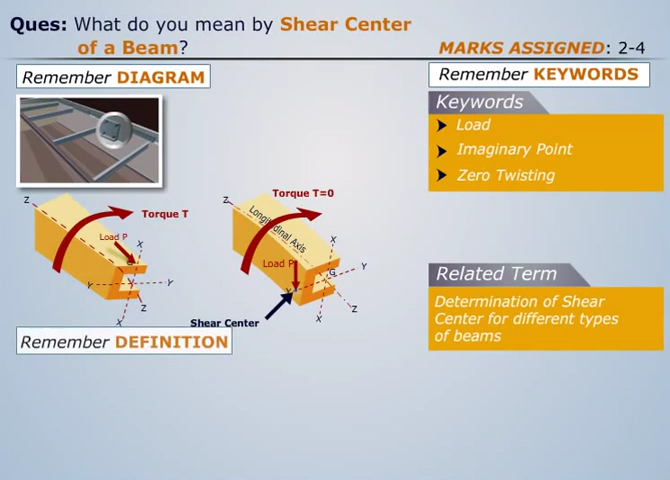 Ques: What do you mean by Shear Center
of a Beam?
MARKS ASSIGNED: 2-4
Remember DIAGRAM
Remember KEYWORDS
Keywords
Load
Imaginary Point
Zero Twisting
Z
Torque T
Load P
X
G
Y
Y
Z
X
Torque T=0
Z
Longitudinal Axis
X
Load P
Y
G
Z
X
Shear Center
Related Term
Determination of Shear
Center for different types
of beams
Remember DEFINITION